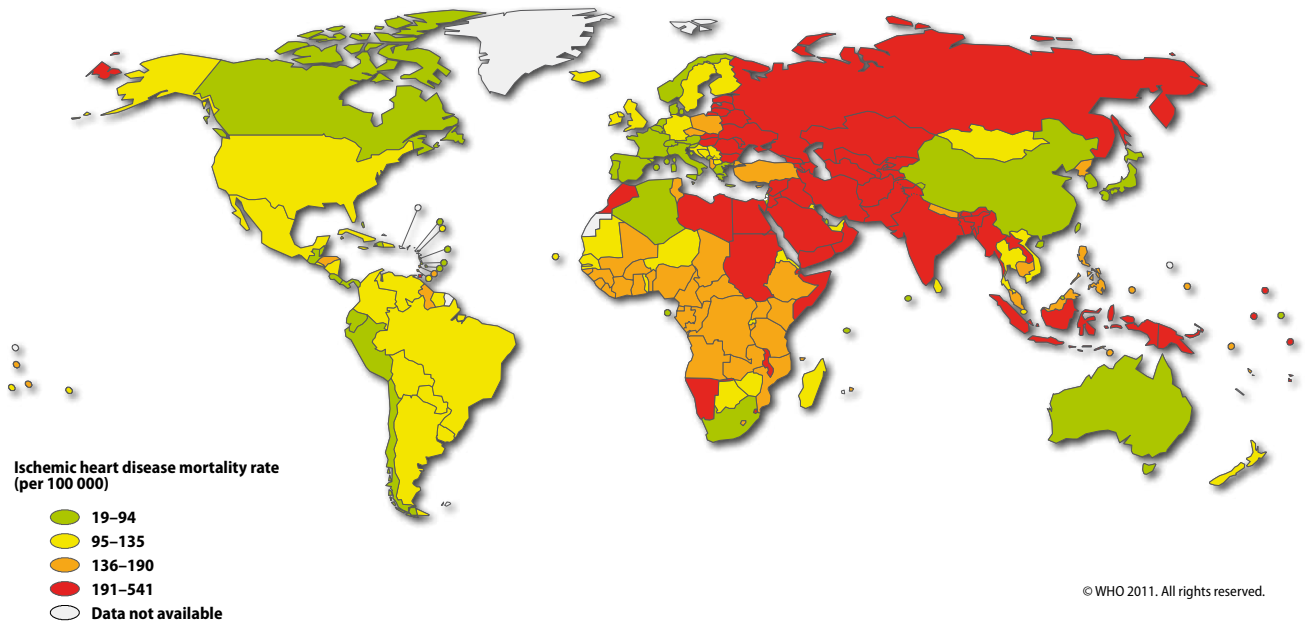 Ischemic heart disease mortality rate
(per 100 000)
19–94
95–135
136–190
191–541
Data not available
© WHO 2011. All rights reserved.